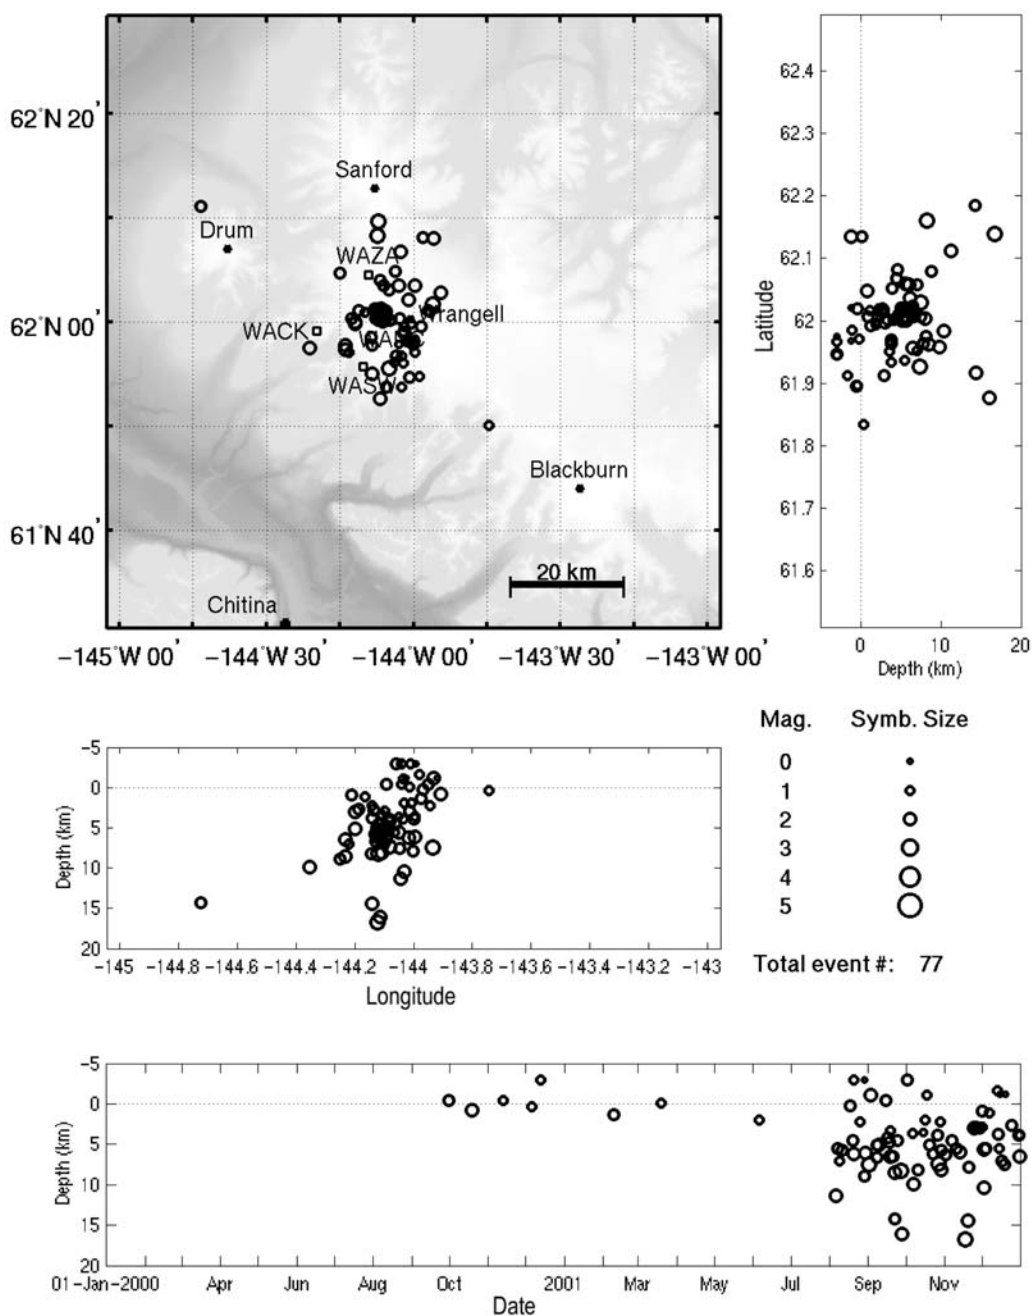 62°N 20'
62°N 00'
61°N 40'
Sanford
Drum
WAZA
Wrangell
WACK
WASW
Blackburn
20 km
Chitina
−145°W 00'
−144°W 30'
−144°W 00'
−143°W 30'
−143°W 00'
62.4
62.3
62.2
62.1
62
61.9
61.8
61.7
61.6
Latitude
0 10 20
Depth (km)
−5
0
5
10
15
20
Depth (km)
−145 −144.8 −144.6 −144.4 −144.2 −144 −143.8 −143.6 −143.4 −143.2 −143
Longitude
Mag. Symb. Size
0
1
2
3
4
5
Total event #: 77
−5
0
5
10
15
20
Depth (km)
01−Jan−2000 Apr Jun Aug Oct 2001 Mar May Jul Sep Nov
Date